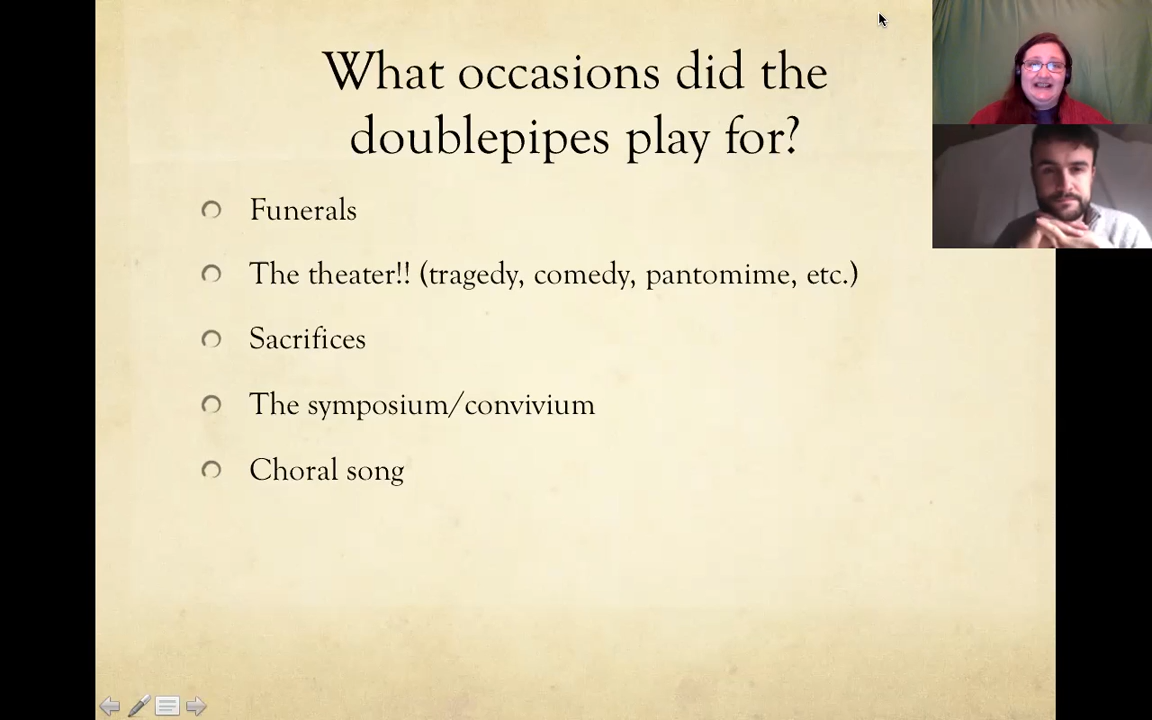 What occasions did the
doublepipes play for?
Funerals
The theater!! (tragedy, comedy, pantomime, etc.)
Sacrifices
The symposium/convivium
Choral song